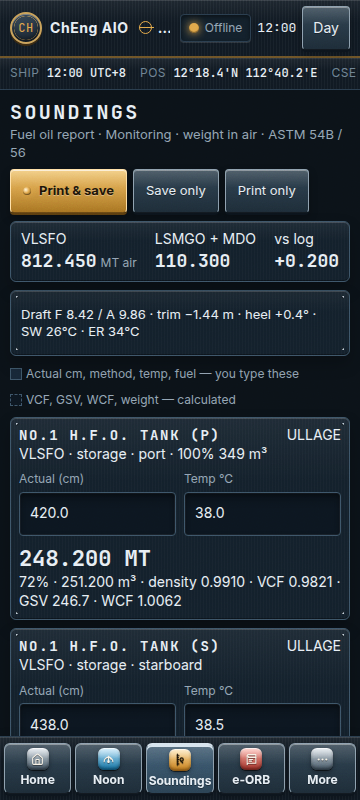 CH
ChEng AIO
...
Offline
12:00
Day
SHIP 12:00 UTC+8 POS 12°18.4'N 112°40.2'E CSE
SOUNDINGS
Fuel oil report · Monitoring · weight in air · ASTM 54B /
56
Print & save
Save only
Print only
VLSFO LSMGO + MDO vs log
812.450 MT air 110.300 +0.200
Draft F 8.42 / A 9.86 · trim −1.44 m · heel +0.4° ·
SW 26°C · ER 34°C
Actual cm, method, temp, fuel — you type these
VCF, GSV, WCF, weight — calculated
NO.1 H.F.O. TANK (P) ULLAGE
VLSFO · storage · port · 100% 349 m³
Actual (cm) Temp °C
420.0 38.0
248.200 MT
72% · 251.200 m³ · density 0.9910 · VCF 0.9821 ·
GSV 246.7 · WCF 1.0062
NO.1 H.F.O. TANK (S) ULLAGE
VLSFO · storage · starboard
Actual (cm) Temp °C
438.0 38.5
Home Noon Soundings e-ORB More